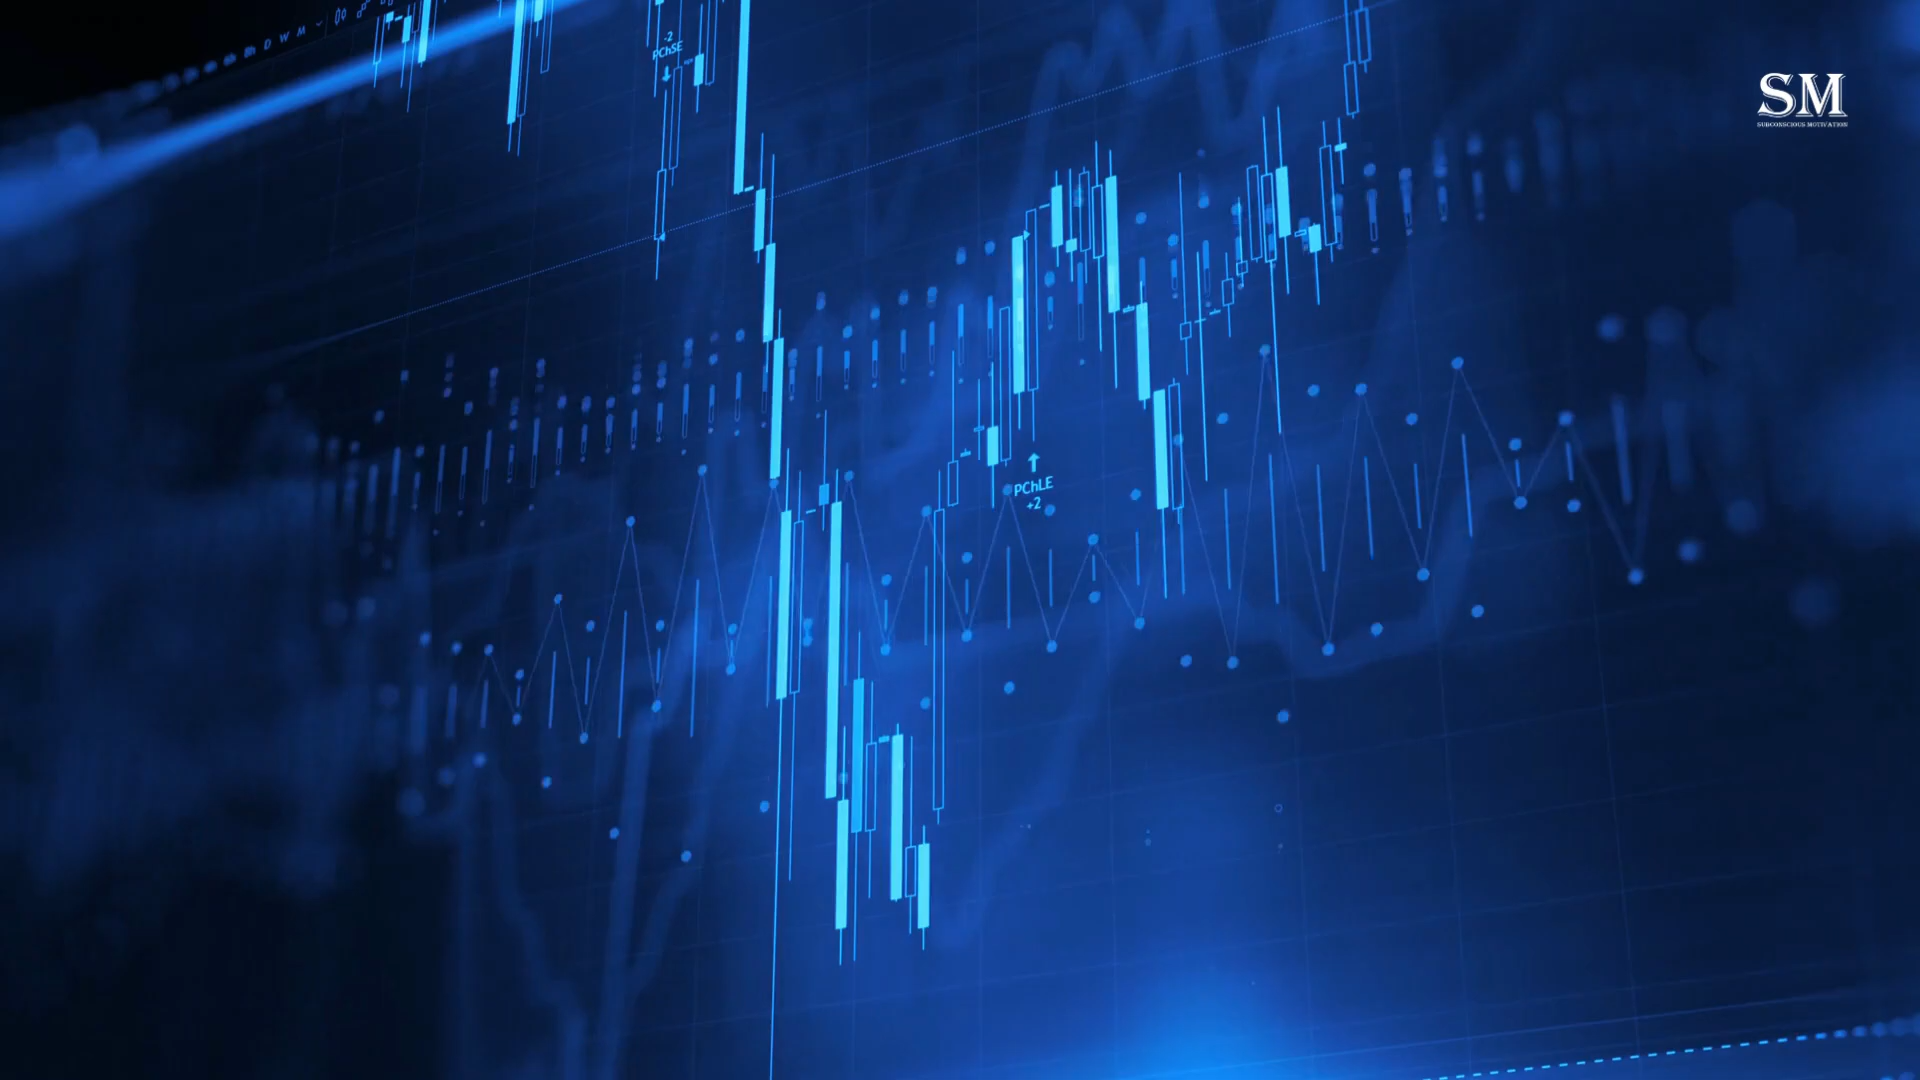 D W M
-2
PChSE
SM
SUBCONSCIOUS MOTIVATION
PChLE
+2